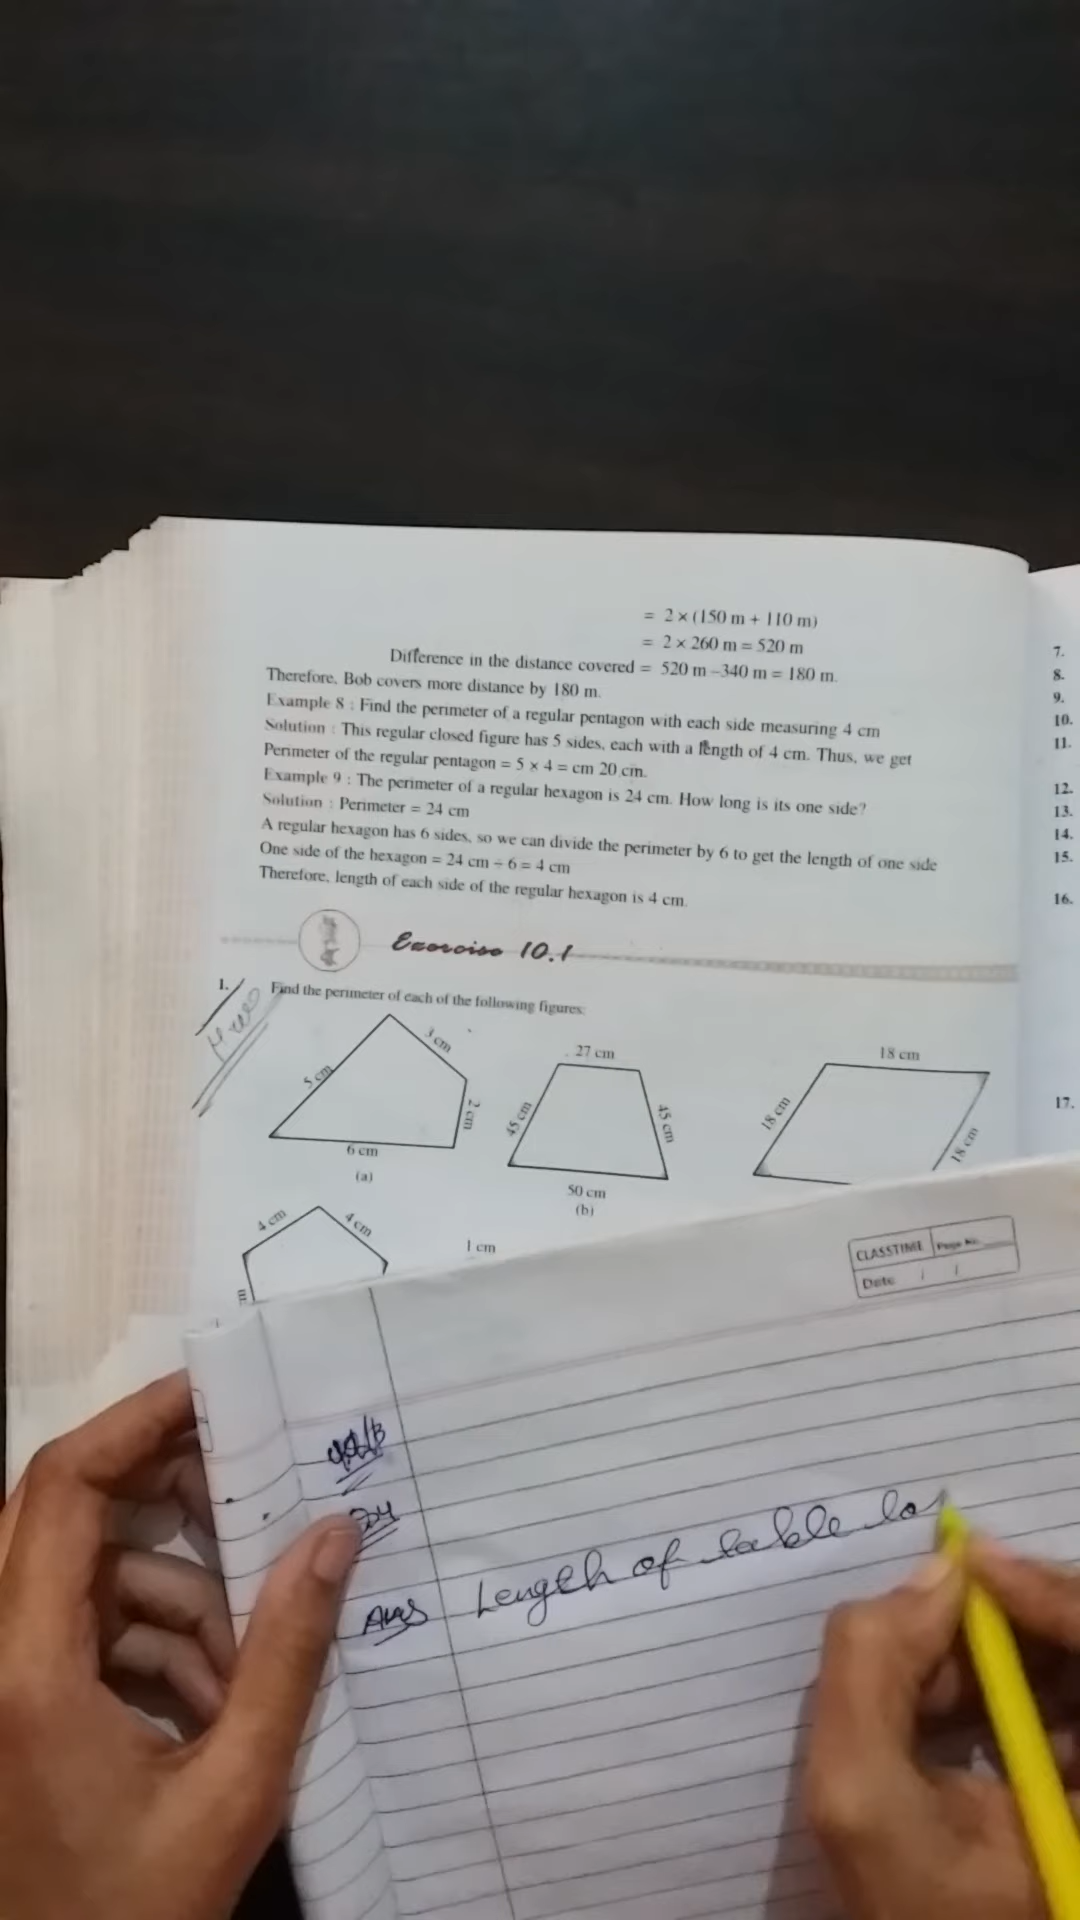 = 2 × (150 m + 110 m)
= 2 × 260 m = 520 m
Difference in the distance covered = 520 m – 340 m = 180 m.
Therefore, Bob covers more distance by 180 m.
Example 8 : Find the perimeter of a regular pentagon with each side measuring 4 cm
Solution : This regular closed figure has 5 sides, each with a length of 4 cm. Thus, we get
Perimeter of the regular pentagon = 5 × 4 = cm 20 cm.
Example 9 : The perimeter of a regular hexagon is 24 cm. How long is its one side?
Solution : Perimeter = 24 cm
A regular hexagon has 6 sides, so we can divide the perimeter by 6 to get the length of one side
One side of the hexagon = 24 cm ÷ 6 = 4 cm
Therefore, length of each side of the regular hexagon is 4 cm.
7.
8.
9.
10.
11.
12.
13.
14.
15.
16.
17.
Exercise 10.1
1. Find the perimeter of each of the following figures:
5 cm
3 cm
2 cm
6 cm
(a)
27 cm
45 cm
45 cm
50 cm
(b)
18 cm
18 cm
18 cm
4 cm
4 cm
1 cm
CLASSTIME Page No.
Date / /
Ans Length of table